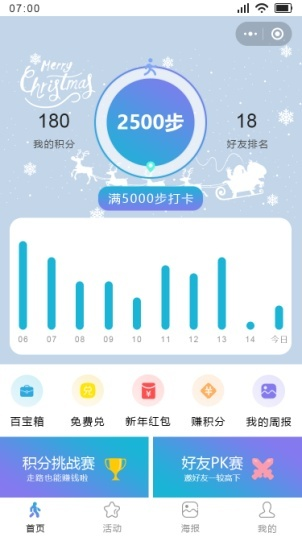 07:00
Merry
Christmas
180
我的积分
2500步
18
好友排名
满5000步打卡
06 07 08 09 10 11 12 13 14 今日
百宝箱 免费兑 新年红包 赚积分 我的周报
兑
积分挑战赛
走路也能赚钱啦
好友PK赛
邀好友一较高下
首页 活动 海报 我的